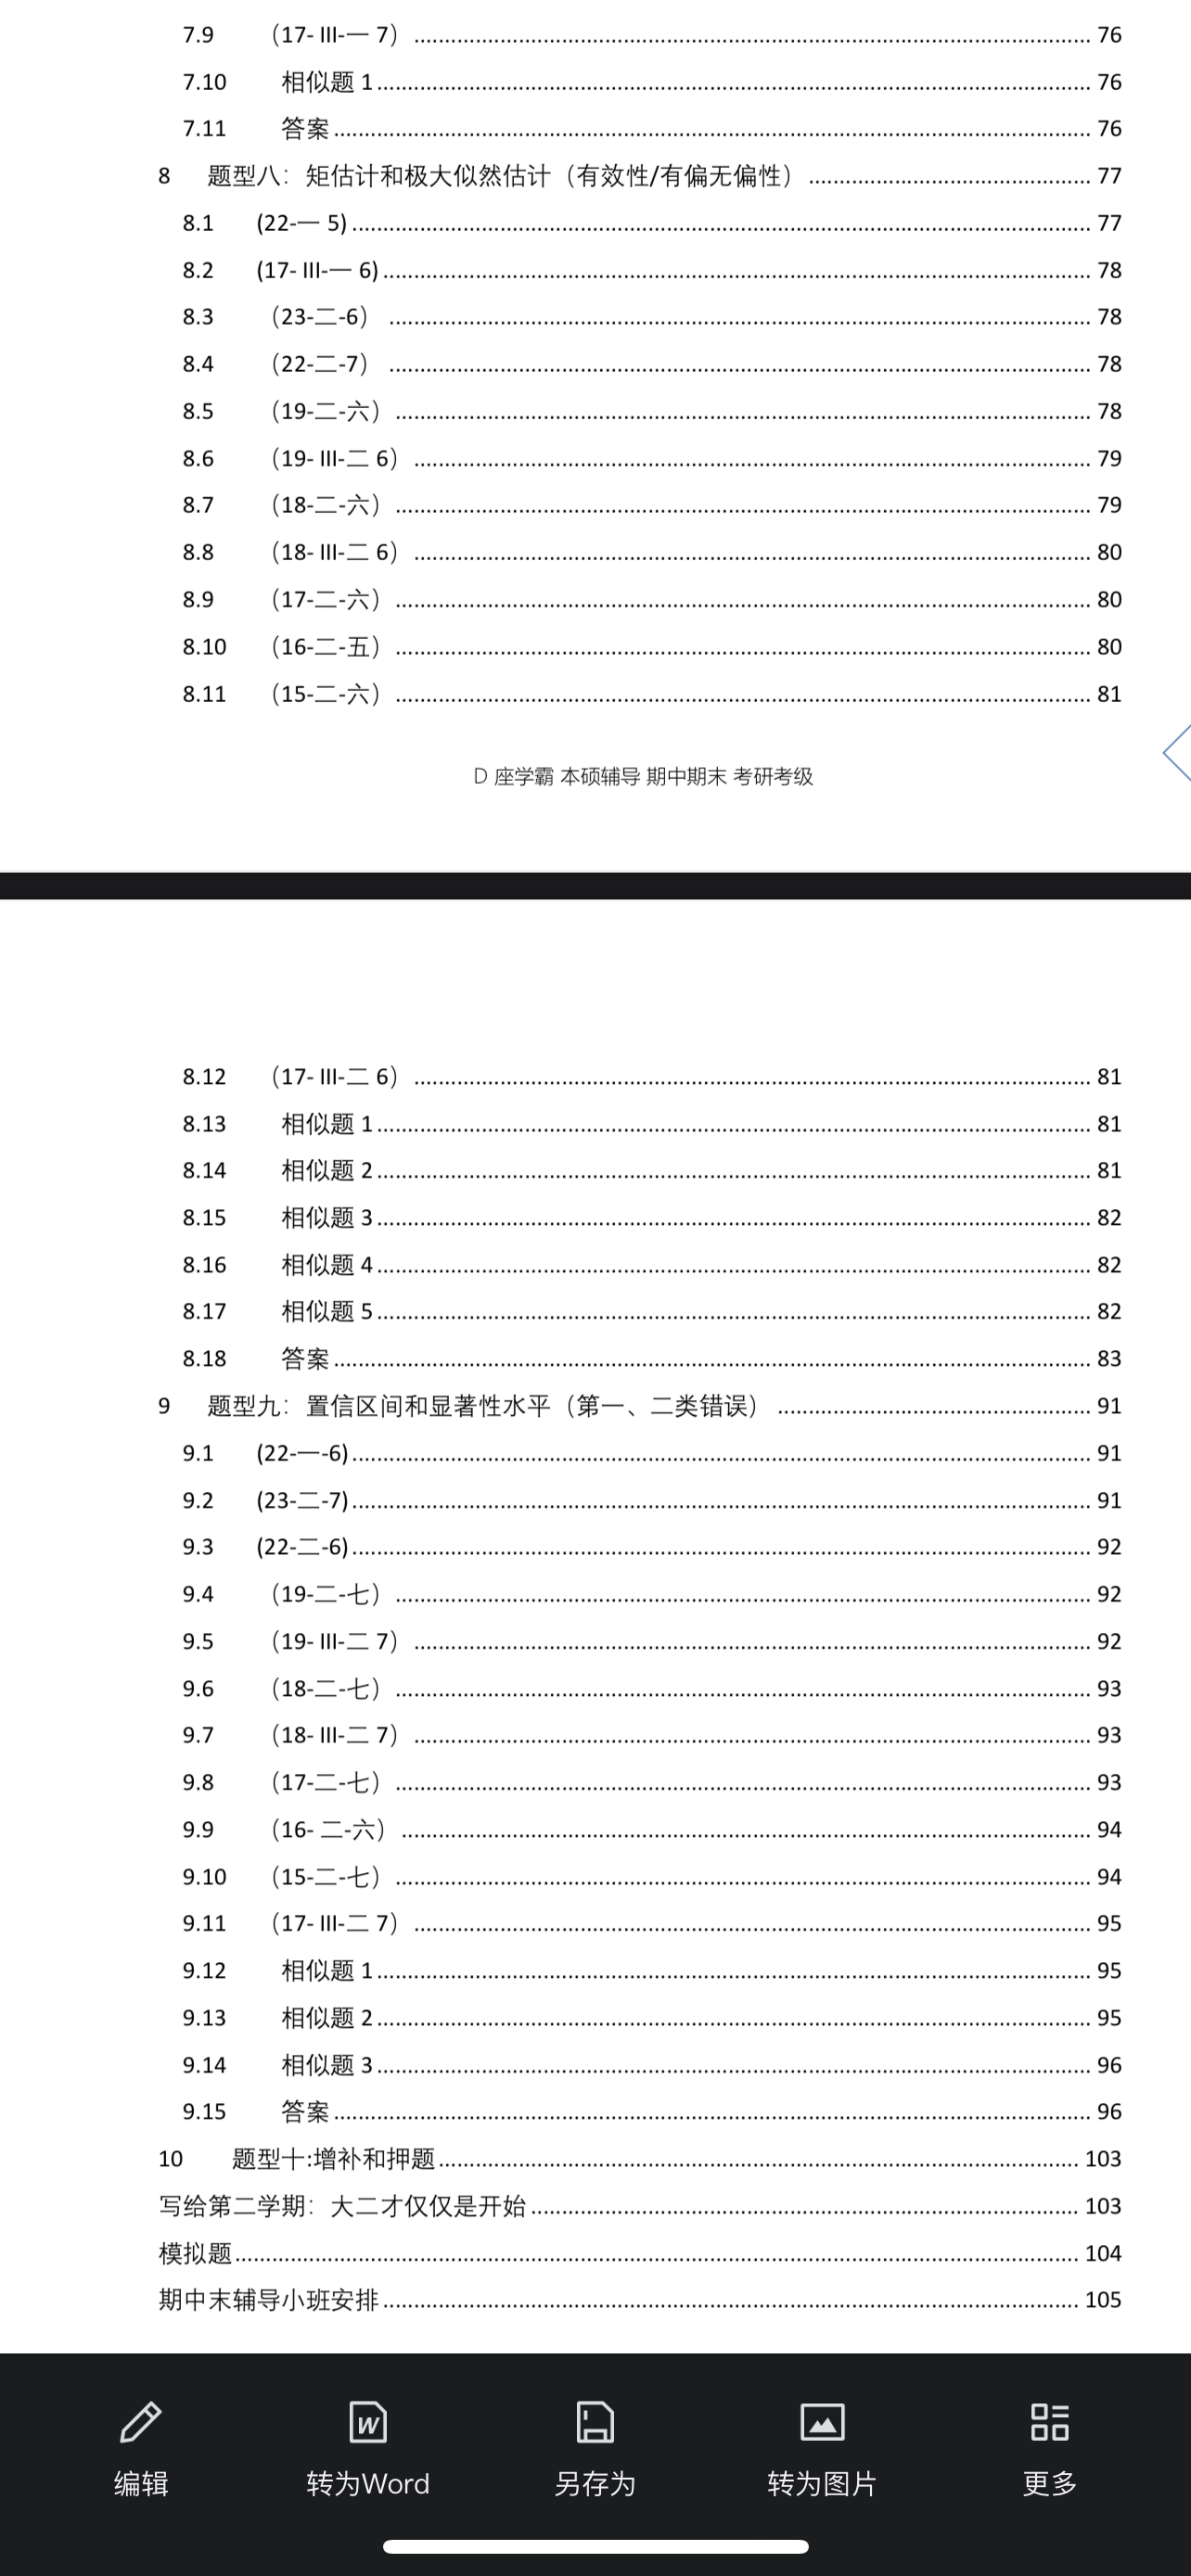 7.9 （17- III-一 7） ........ 76
7.10 相似题 1 ........ 76
7.11 答案 ........ 76
8 题型八：矩估计和极大似然估计（有效性/有偏无偏性） ........ 77
8.1 (22-一 5) ........ 77
8.2 (17- III-一 6) ........ 78
8.3 （23-二-6） ........ 78
8.4 （22-二-7） ........ 78
8.5 （19-二-六） ........ 78
8.6 （19- III-二 6） ........ 79
8.7 （18-二-六） ........ 79
8.8 （18- III-二 6） ........ 80
8.9 （17-二-六） ........ 80
8.10 （16-二-五） ........ 80
8.11 （15-二-六） ........ 81
D 座学霸 本硕辅导 期中期末 考研考级
8.12 （17- III-二 6） ........ 81
8.13 相似题 1 ........ 81
8.14 相似题 2 ........ 81
8.15 相似题 3 ........ 82
8.16 相似题 4 ........ 82
8.17 相似题 5 ........ 82
8.18 答案 ........ 83
9 题型九：置信区间和显著性水平（第一、二类错误） ........ 91
9.1 (22-一-6) ........ 91
9.2 (23-二-7) ........ 91
9.3 (22-二-6) ........ 92
9.4 （19-二-七） ........ 92
9.5 （19- III-二 7） ........ 92
9.6 （18-二-七） ........ 93
9.7 （18- III-二 7） ........ 93
9.8 （17-二-七） ........ 93
9.9 （16- 二-六） ........ 94
9.10 （15-二-七） ........ 94
9.11 （17- III-二 7） ........ 95
9.12 相似题 1 ........ 95
9.13 相似题 2 ........ 95
9.14 相似题 3 ........ 96
9.15 答案 ........ 96
10 题型十:增补和押题 ........ 103
写给第二学期：大二才仅仅是开始 ........ 103
模拟题 ........ 104
期中末辅导小班安排 ........ 105
编辑 转为Word 另存为 转为图片 更多